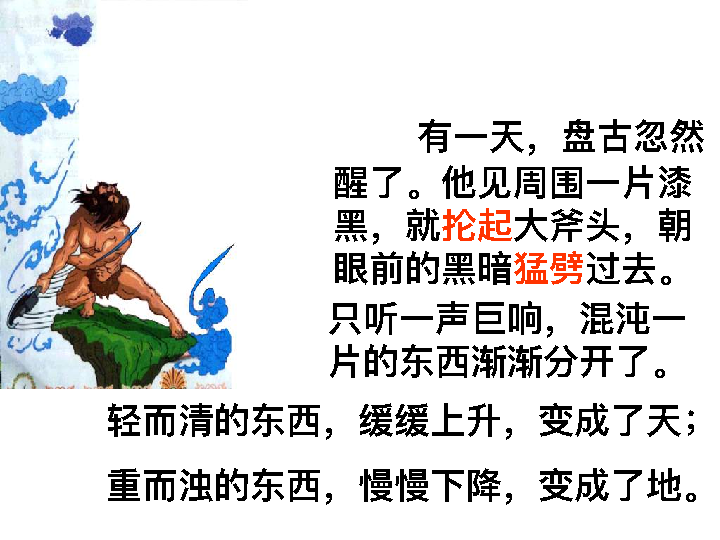 有一天，盘古忽然
醒了。他见周围一片漆
黑，就抡起大斧头，朝
眼前的黑暗猛劈过去。
只听一声巨响，混沌一
片的东西渐渐分开了。
轻而清的东西，缓缓上升，变成了天；
重而浊的东西，慢慢下降，变成了地。